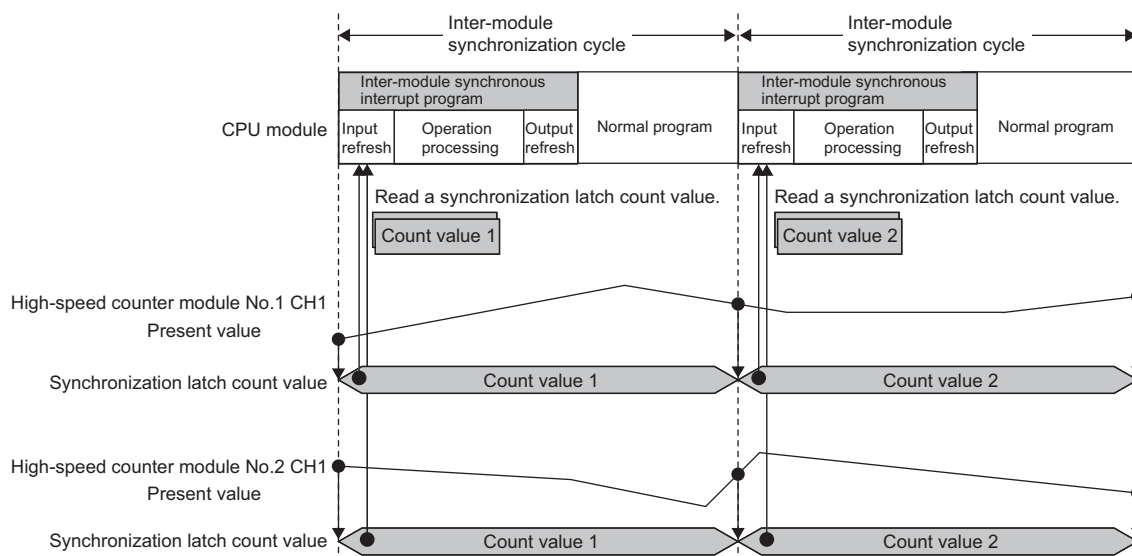 Inter-module
synchronization cycle
Inter-module
synchronization cycle
Inter-module synchronous
interrupt program
Inter-module synchronous
interrupt program
CPU module
Input
refresh
Operation
processing
Output
refresh
Normal program
Input
refresh
Operation
processing
Output
refresh
Normal program
Read a synchronization latch count value.
Read a synchronization latch count value.
Count value 1
Count value 2
High-speed counter module No.1 CH1
Present value
Synchronization latch count value
Count value 1
Count value 2
High-speed counter module No.2 CH1
Present value
Synchronization latch count value
Count value 1
Count value 2